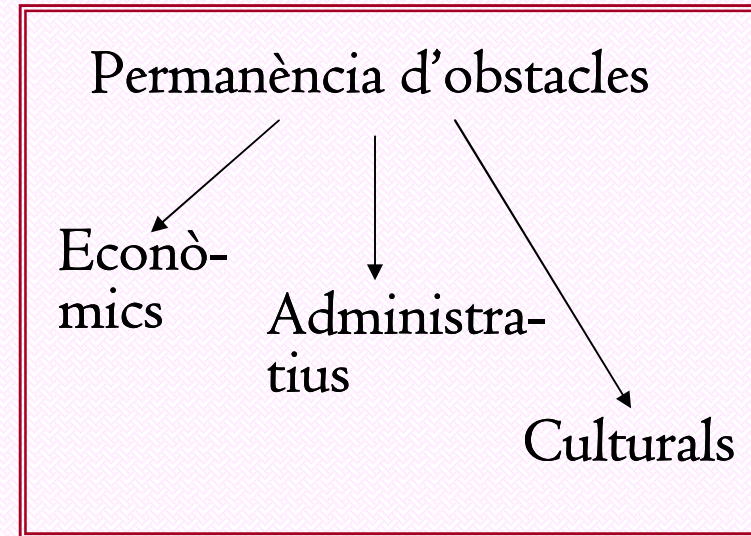 Permanència d’obstacles
Econò-
mics
Administra-
tius
Culturals